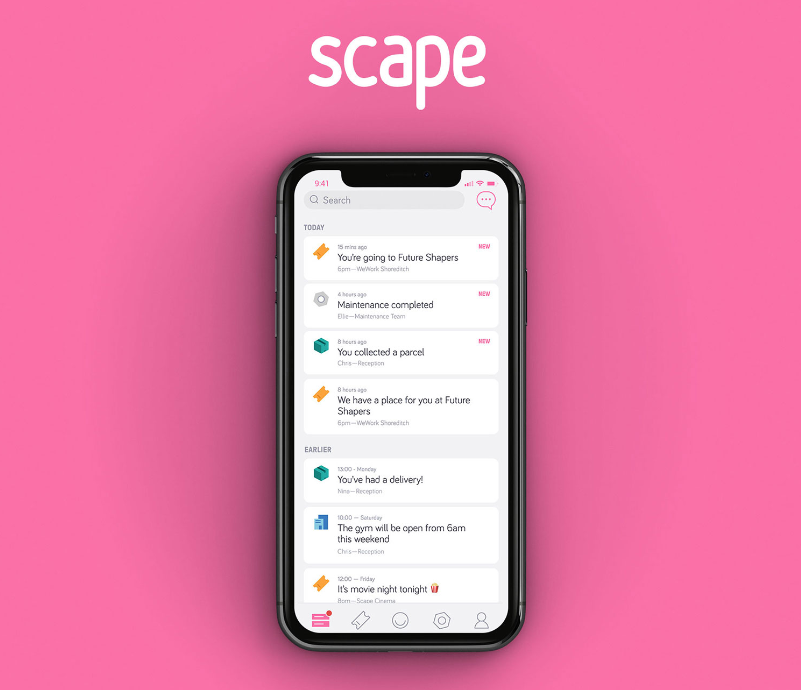 scape
9:41
Search
TODAY
15 mins ago
NEW
You're going to Future Shapers
6pm—WeWork Shoreditch
4 hours ago
NEW
Maintenance completed
Ellie—Maintenance Team
8 hours ago
NEW
You collected a parcel
Chris—Reception
8 hours ago
We have a place for you at Future
Shapers
6pm—WeWork Shoreditch
EARLIER
13:00 - Monday
You've had a delivery!
Nina—Reception
10:00 — Saturday
The gym will be open from 6am
this weekend
Chris—Reception
12:00 — Friday
It's movie night tonight 🍿
8pm—Scape Cinema